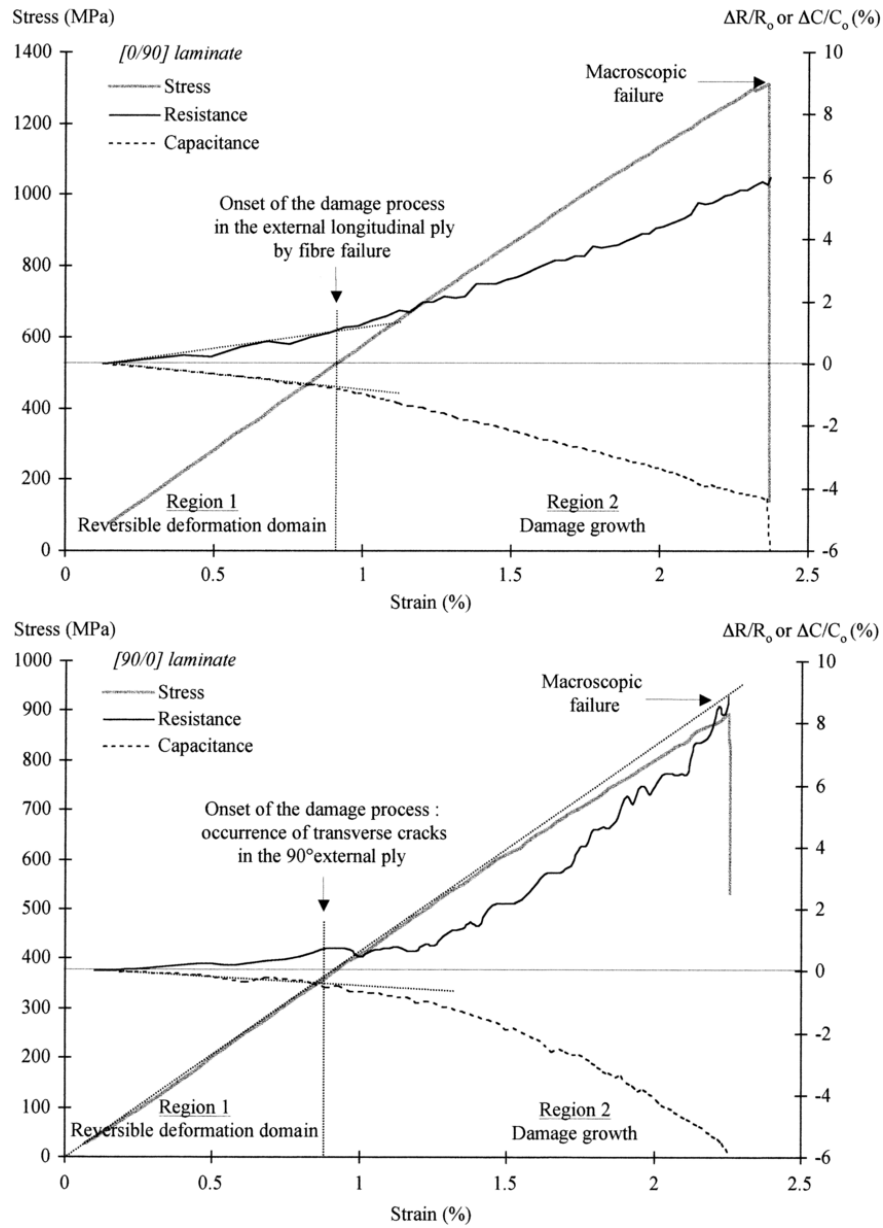 Stress (MPa)
ΔR/Ro or ΔC/Co (%)
1400
1200
1000
800
600
400
200
0
[0/90] laminate
Stress
Resistance
Capacitance
Macroscopic
failure
Onset of the damage process
in the external longitudinal ply
by fibre failure
Region 1
Reversible deformation domain
Region 2
Damage growth
10
8
6
4
2
0
-2
-4
-6
0
0.5
1
1.5
2
2.5
Strain (%)
Stress (MPa)
ΔR/Ro or ΔC/Co (%)
1000
900
800
700
600
500
400
300
200
100
0
[90/0] laminate
Stress
Resistance
Capacitance
Macroscopic
failure
Onset of the damage process :
occurrence of transverse cracks
in the 90°external ply
Region 1
Reversible deformation domain
Region 2
Damage growth
10
8
6
4
2
0
-2
-4
-6
0
0.5
1
1.5
2
2.5
Strain (%)